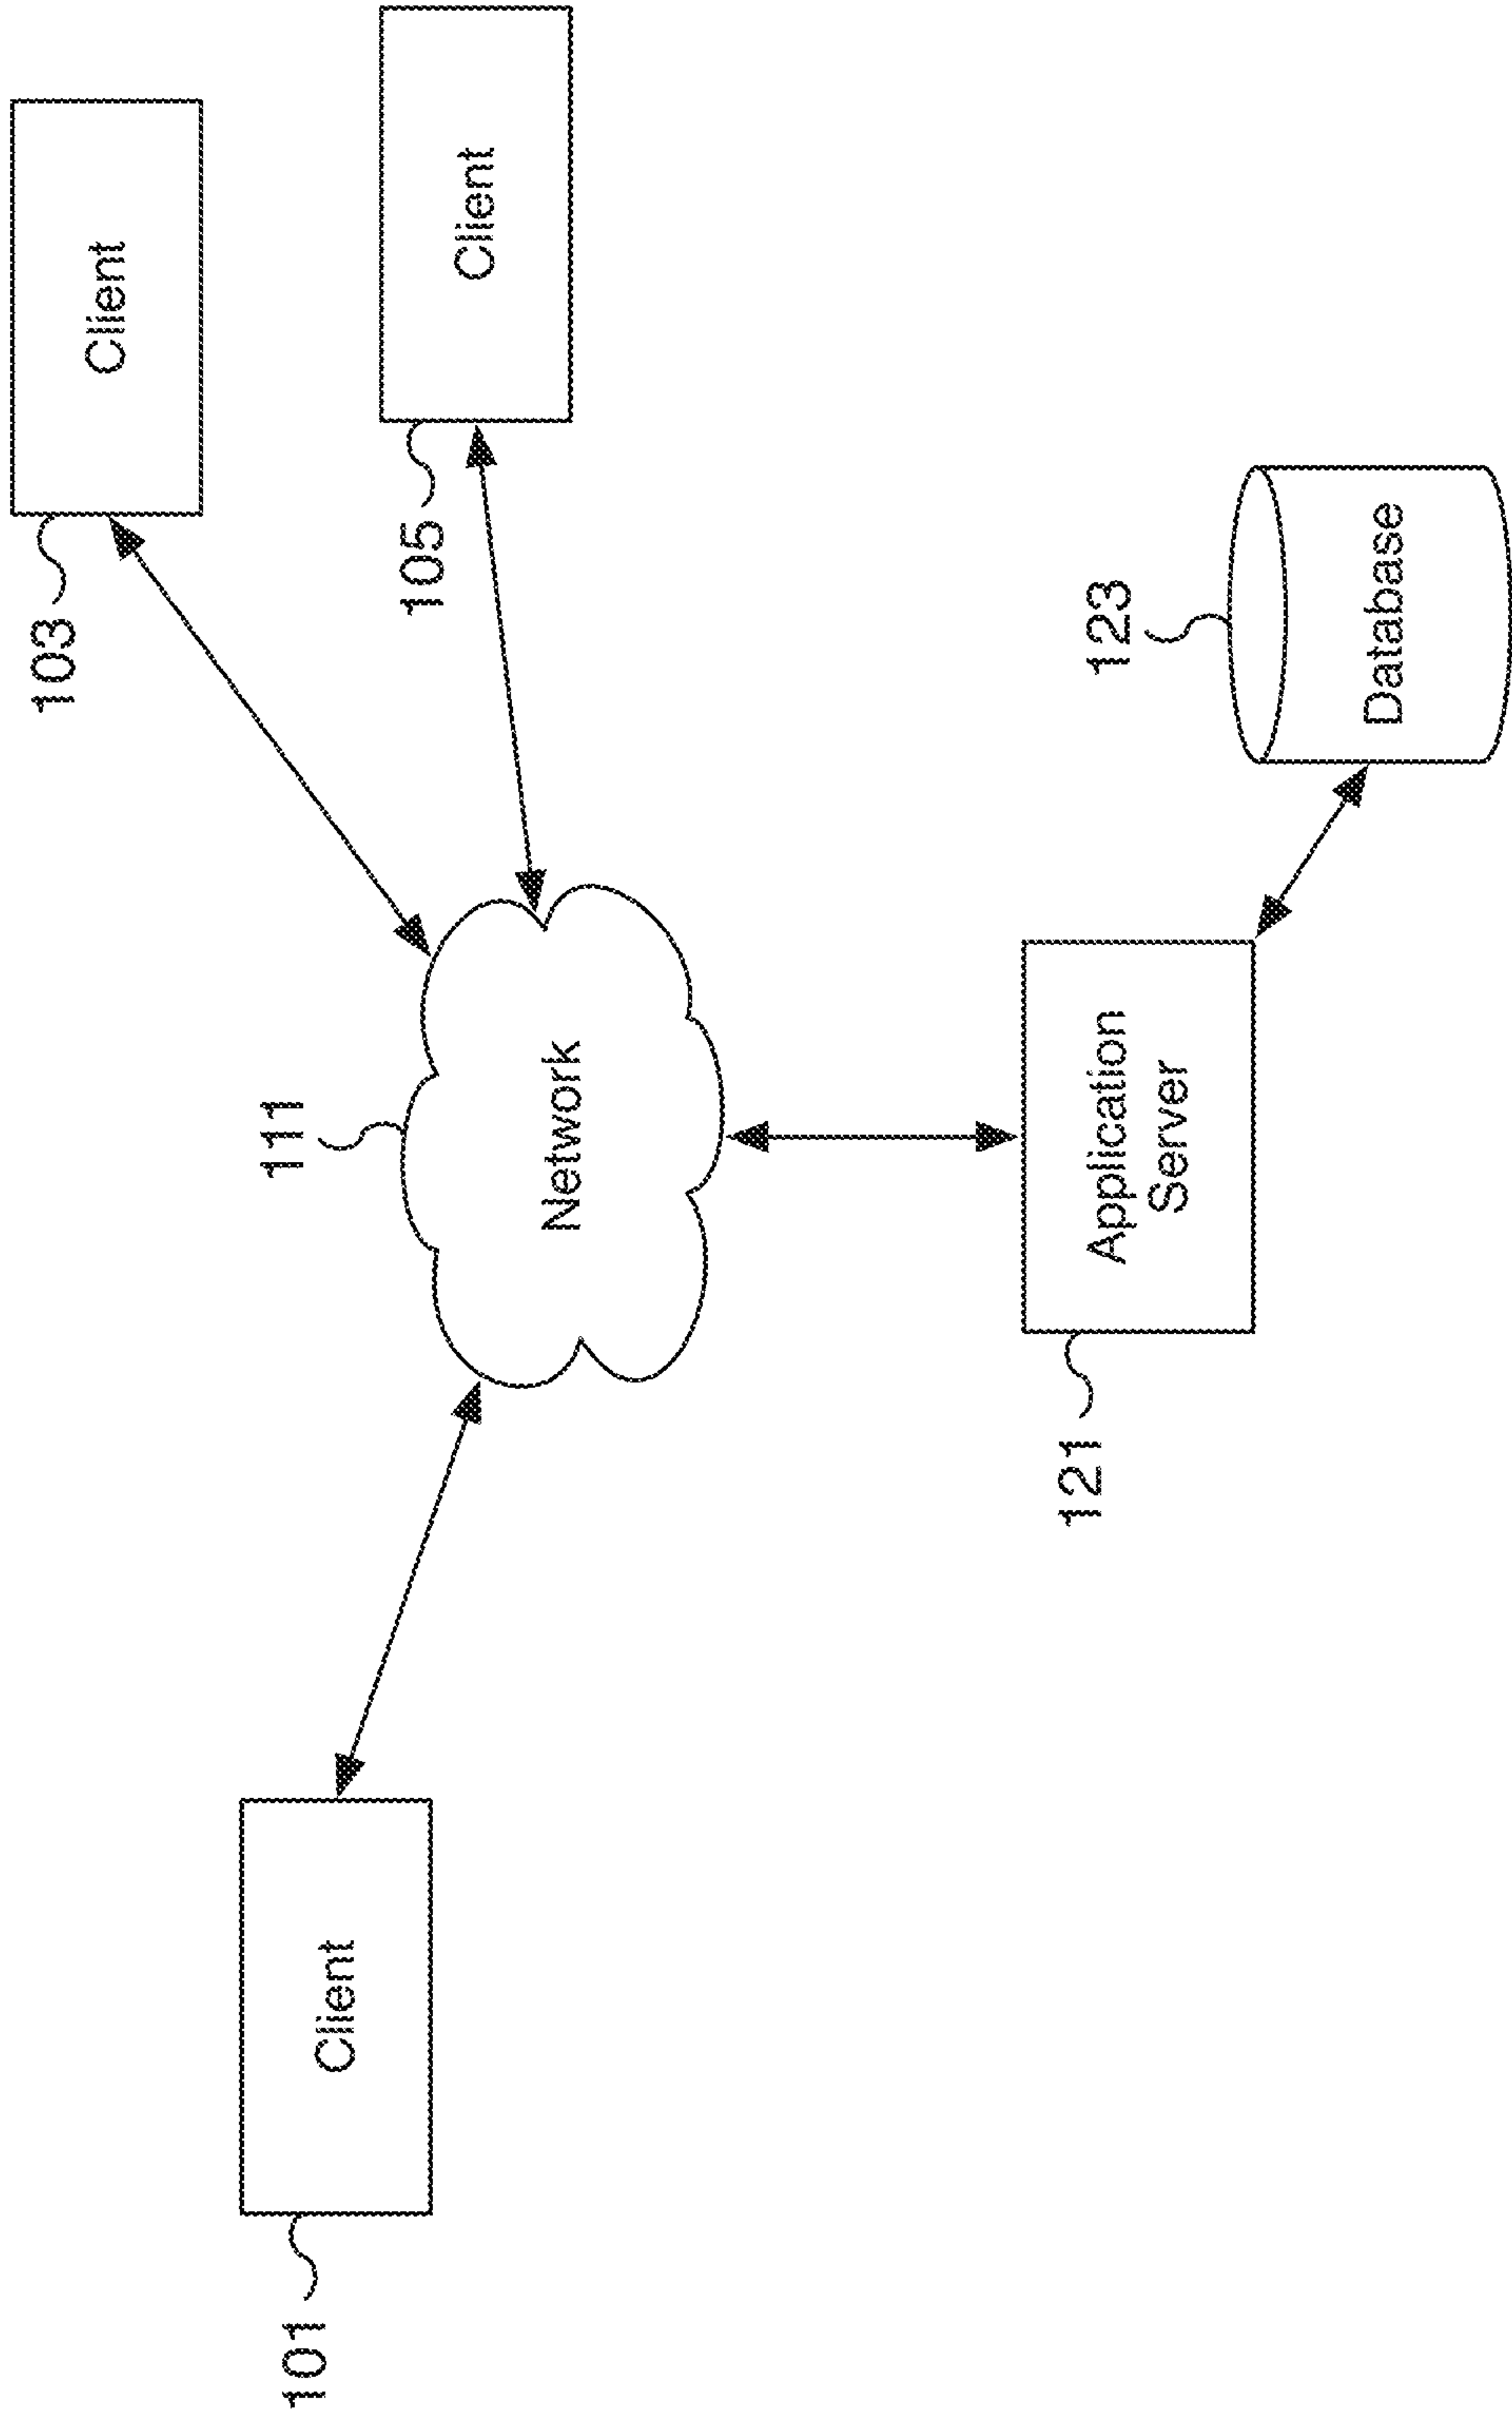 103
Client
105
Client
111
Network
101
Client
121
Application
Server
123
Database